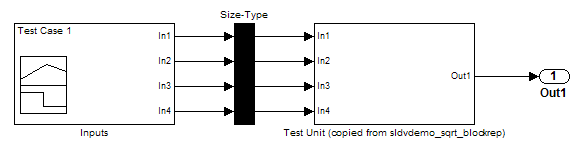 Size-Type
Test Case 1
In1
In2
In3
In4
In1
In2
In3
In4
Out1
1
Out1
Inputs
Test Unit (copied from sldvdemo_sqrt_blockrep)